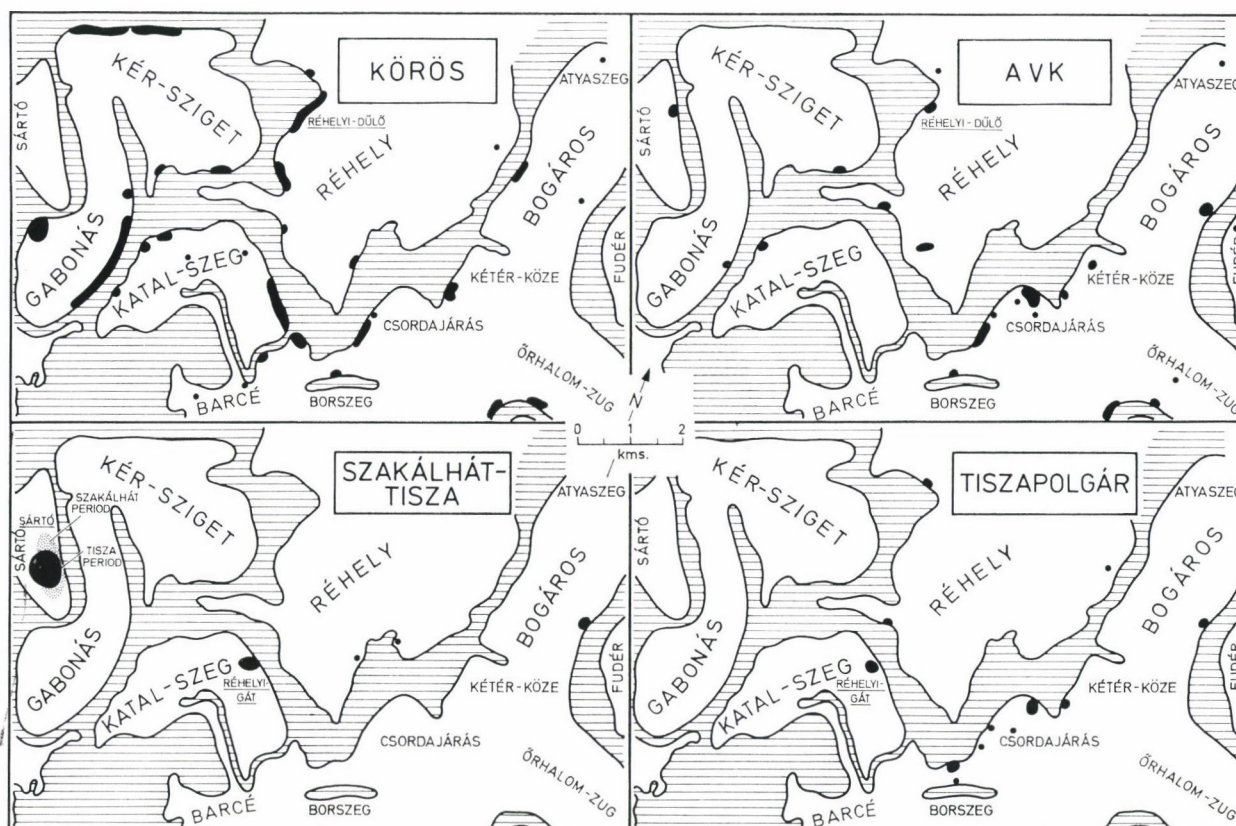 KÖRÖS
KÉR-SZIGET
ATYASZEG
SÁRTÓ
RÉHELYI-DŰLŐ
RÉHELY
BOGÁROS
GABONÁS
KATAL-SZEG
FUDÉR
KÉTÉR-KÖZE
CSORDAJÁRÁS
ŐRHALOM-ZUG
BARCÉ
BORSZEG
AVK
KÉR-SZIGET
ATYASZEG
SÁRTÓ
RÉHELYI-DŰLŐ
RÉHELY
BOGÁROS
GABONÁS
KATAL-SZEG
FUDÉR
KÉTÉR-KÖZE
CSORDAJÁRÁS
ŐRHALOM-ZUG
BARCÉ
BORSZEG
N
0 1 2
kms.
SZAKÁLHÁT-
TISZA
KÉR-SZIGET
ATYASZEG
SZAKÁLHÁT
PERIOD
SÁRTÓ
SÁRTÓ
TISZA
PERIOD
RÉHELY
BOGÁROS
GABONÁS
KATAL-SZEG
RÉHELYI-
GÁT
FUDÉR
KÉTÉR-KÖZE
CSORDAJÁRÁS
ŐRHALOM-ZUG
BARCÉ
BORSZEG
TISZAPOLGÁR
KÉR-SZIGET
ATYASZEG
SÁRTÓ
RÉHELY
BOGÁROS
GABONÁS
KATAL-SZEG
RÉHELYI-
GÁT
FUDÉR
KÉTÉR-KÖZE
CSORDAJÁRÁS
ŐRHALOM-ZUG
BARCÉ
BORSZEG